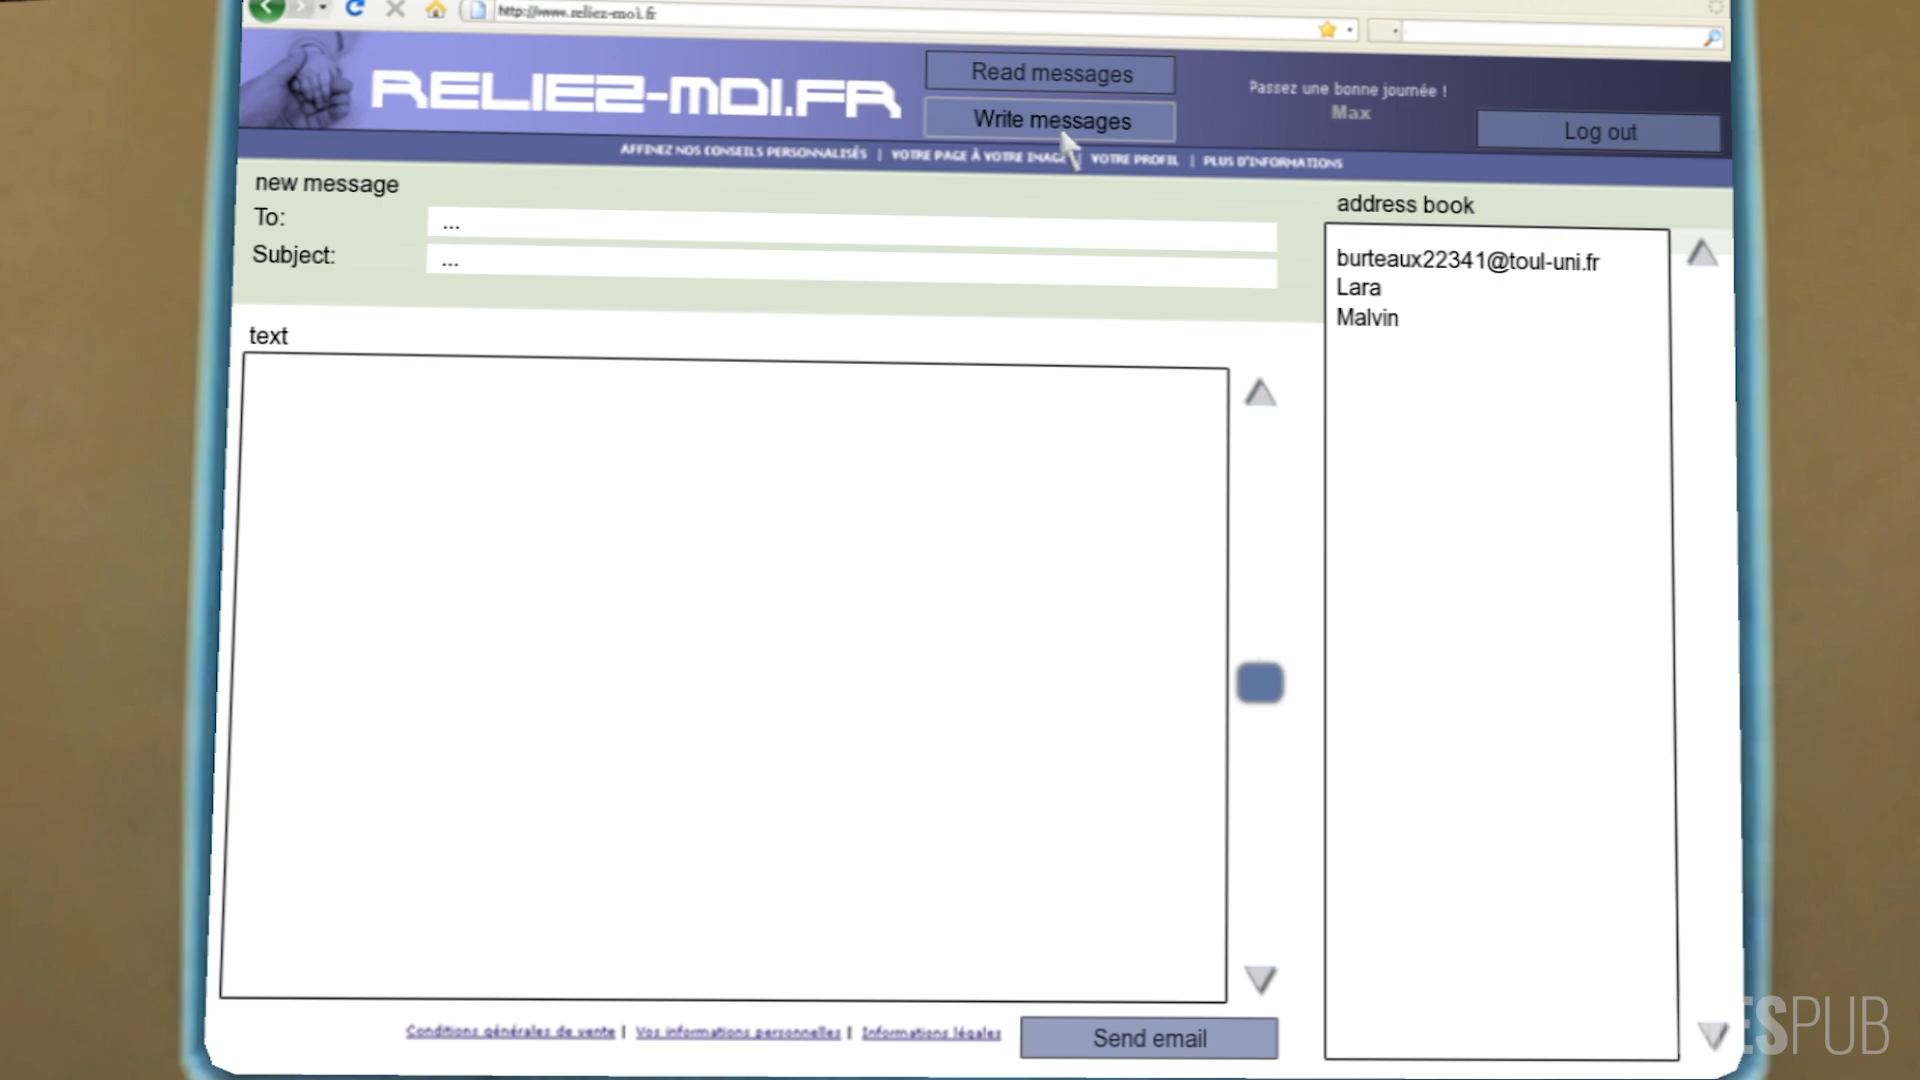 http://www.reliez-moi.fr
RELIEZ-MOI.FR
Read messages
Write messages
Passez une bonne journée !
Max
Log out
AFFINEZ NOS CONSEILS PERSONNALISÉS | VOTRE PAGE À VOTRE IMAGE | VOTRE PROFIL | PLUS D'INFORMATIONS
new message
To: ...
Subject: ...
address book
burteaux22341@toul-uni.fr
Lara
Malvin
text
Conditions générales de vente | Vos informations personnelles | Informations légales
Send email
ESPUB